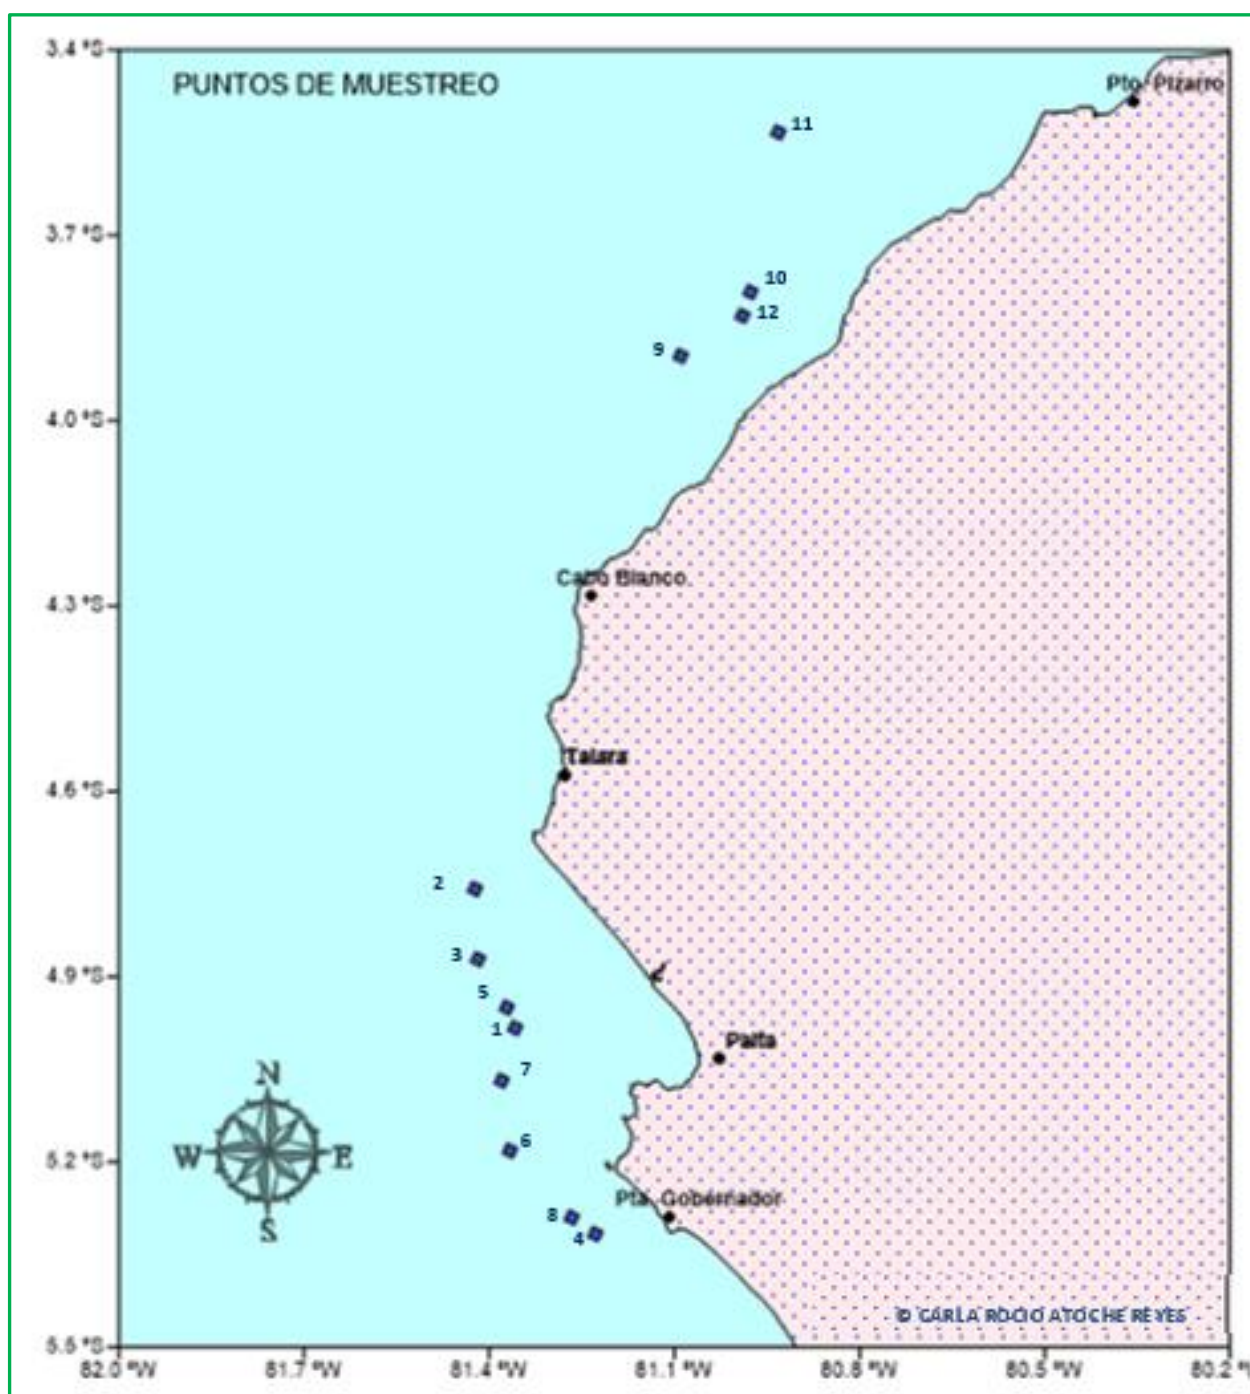 3.4 °S
PUNTOS DE MUESTREO
Pto. Pizarro
11
3.7 °S
10
12
9
4.0 °S
Cabo Blanco
4.3 °S
Talara
4.6 °S
2
3
4.9 °S
5
1
Paita
7
N
6
W E
5.2 °S
S
Pta. Gobernador
8
4
© CARLA ROCIO ATOCHE REYES
5.5 °S
82.0 °W 81.7 °W 81.4 °W 81.1 °W 80.8 °W 80.5 °W 80.2 °W